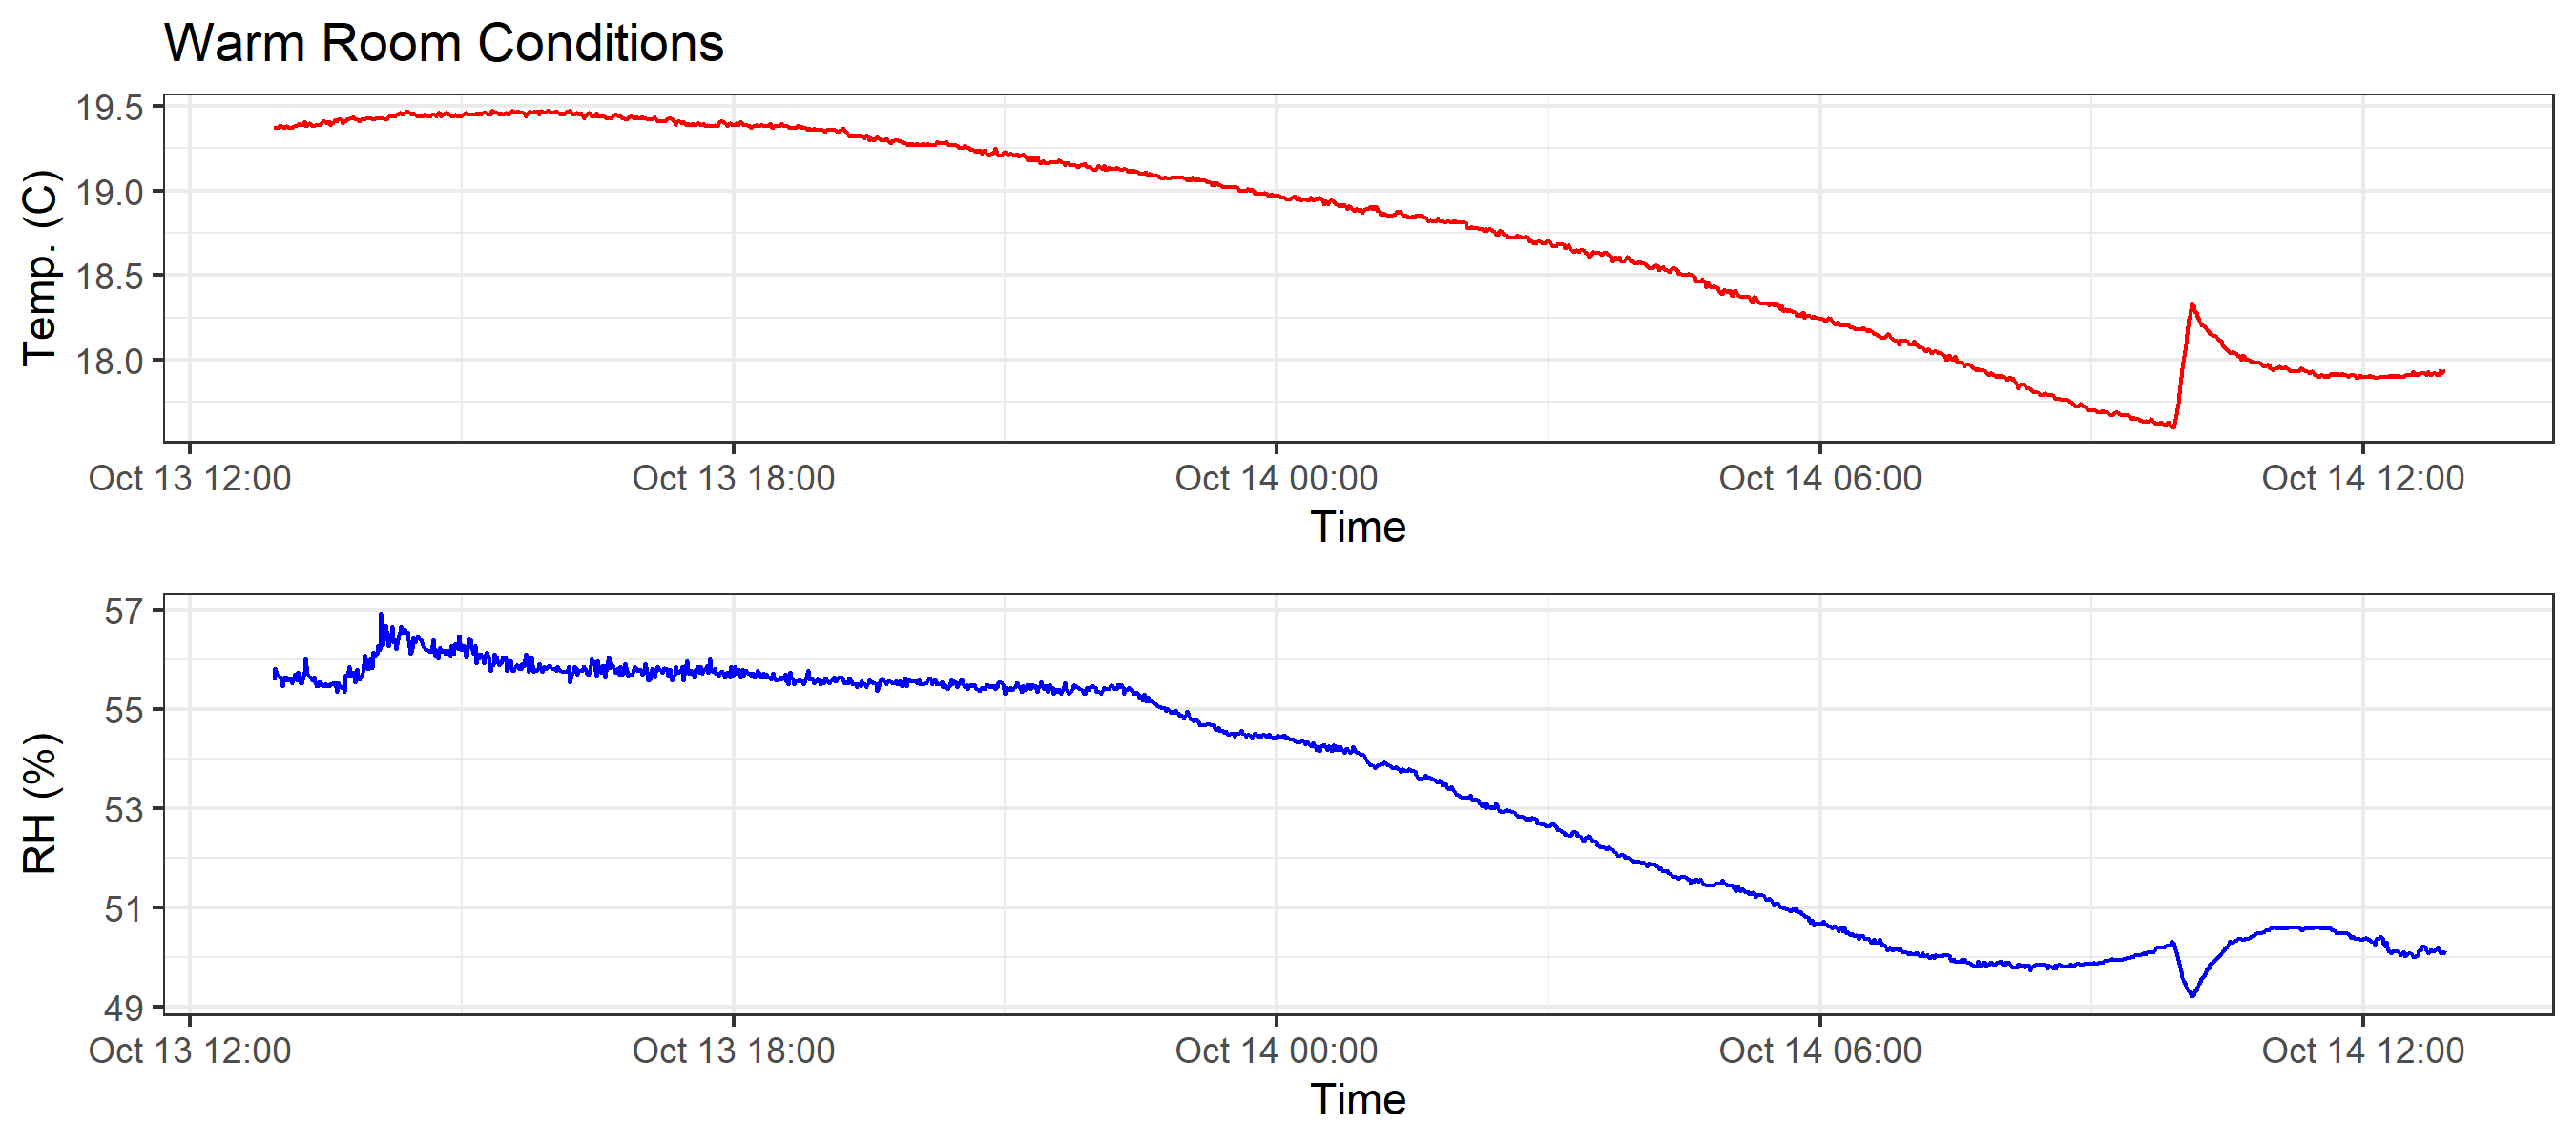 Warm Room Conditions
Temp. (C)
19.5
19.0
18.5
18.0
Oct 13 12:00 Oct 13 18:00 Oct 14 00:00 Oct 14 06:00 Oct 14 12:00
Time
RH (%)
57
55
53
51
49
Oct 13 12:00 Oct 13 18:00 Oct 14 00:00 Oct 14 06:00 Oct 14 12:00
Time